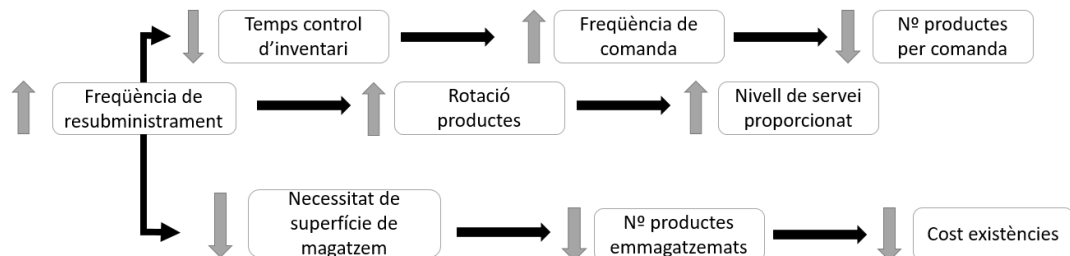 Temps control
d'inventari
Freqüència de
comanda
Nº productes
per comanda
Freqüència de
resubministrament
Rotació
productes
Nivell de servei
proporcionat
Necessitat de
superfície de
magatzem
Nº productes
emmagatzemats
Cost existències